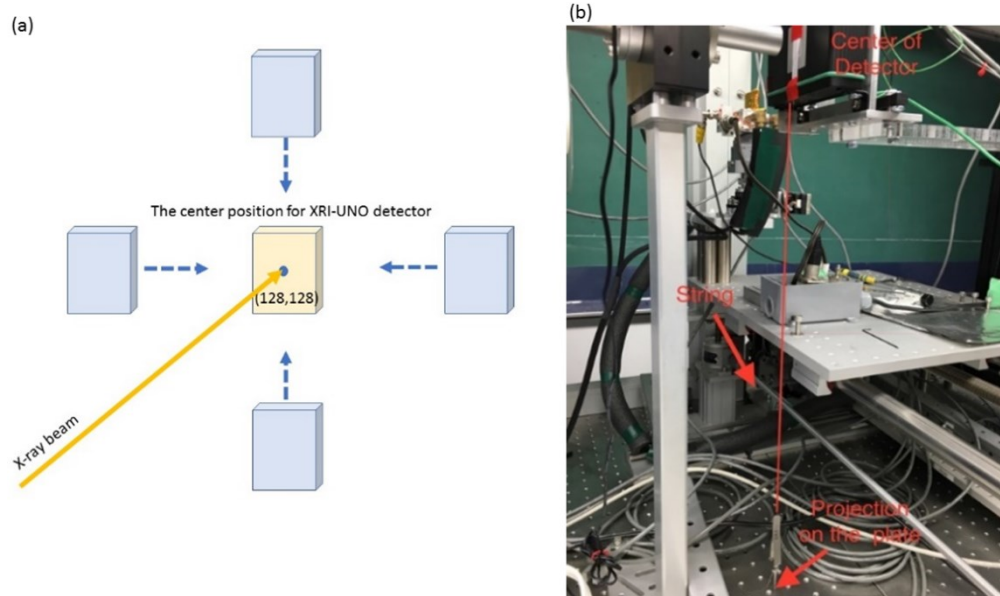 (a)
The center position for XRI-UNO detector
(128,128)
X-ray beam
(b)
Center of
Detector
String
Projection
on the plate